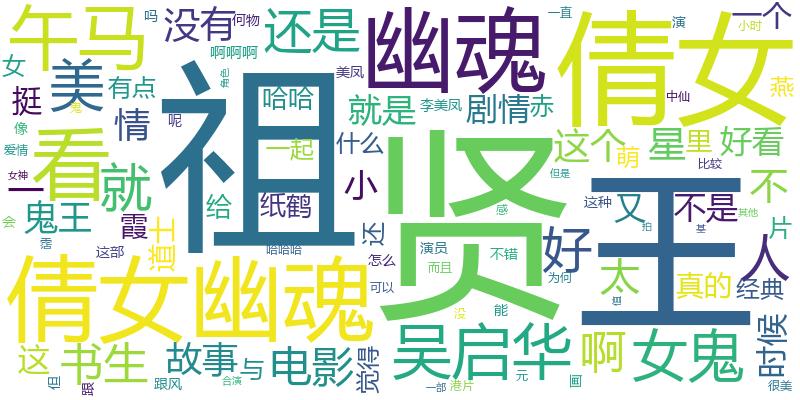 午马
吗
没有
何物
还是
啊啊啊
幽魂
一直
倩女
演
小时
一个
女
美
鬼
有点
美凤
角色
哈哈
就是
李美凤
剧情
赤
中仙
燕
挺
像
情
呢
看
祖
一起
什么
贤
这个
星
里
萌
好看
爱情
就
纸鹤
小
比较
但是
女神
一
鬼王
霞
给
道士
感
王
这种
又
不是
不
片
会
霑
这部
还
哈哈哈
演员
而且
不错
好
拍
基
其他
人
倩女幽魂
怎么
可以
没
能
为何
太
但
真的
经典
这
书生
故事
与
电影
觉得
吴启华
啊
女鬼
时候
但
跟
跟风
合演
一部
港片
元
画
很美